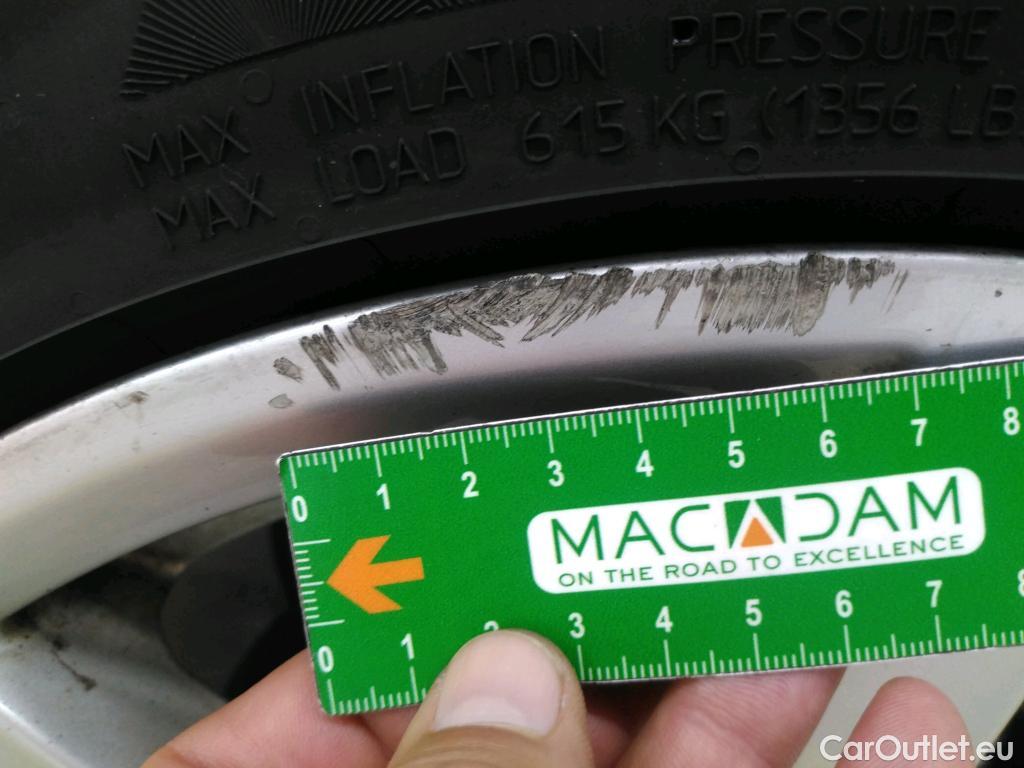 MAX INFLATION PRESSURE
MAX LOAD 615 KG (1356 LB
0 1 2 3 4 5 6 7 8
MACADAM
ON THE ROAD TO EXCELLENCE
0 1 2 3 4 5 6 7 8
CarOutlet.eu